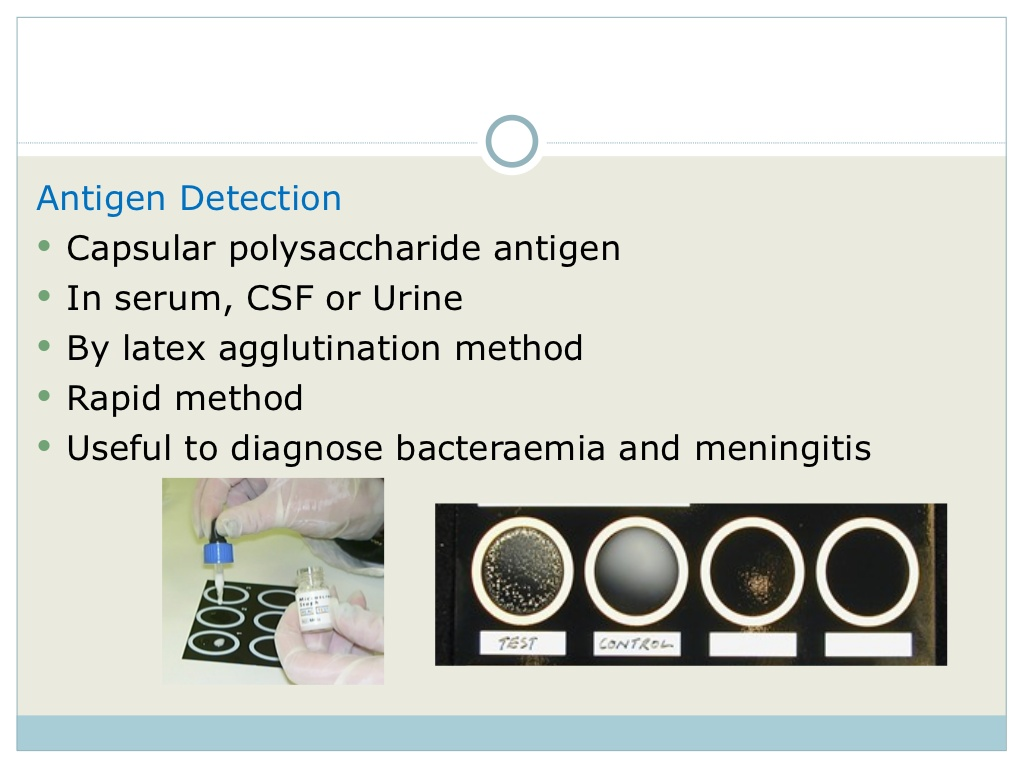 Antigen Detection
• Capsular polysaccharide antigen
• In serum, CSF or Urine
• By latex agglutination method
• Rapid method
• Useful to diagnose bacteraemia and meningitis
TEST CONTROL